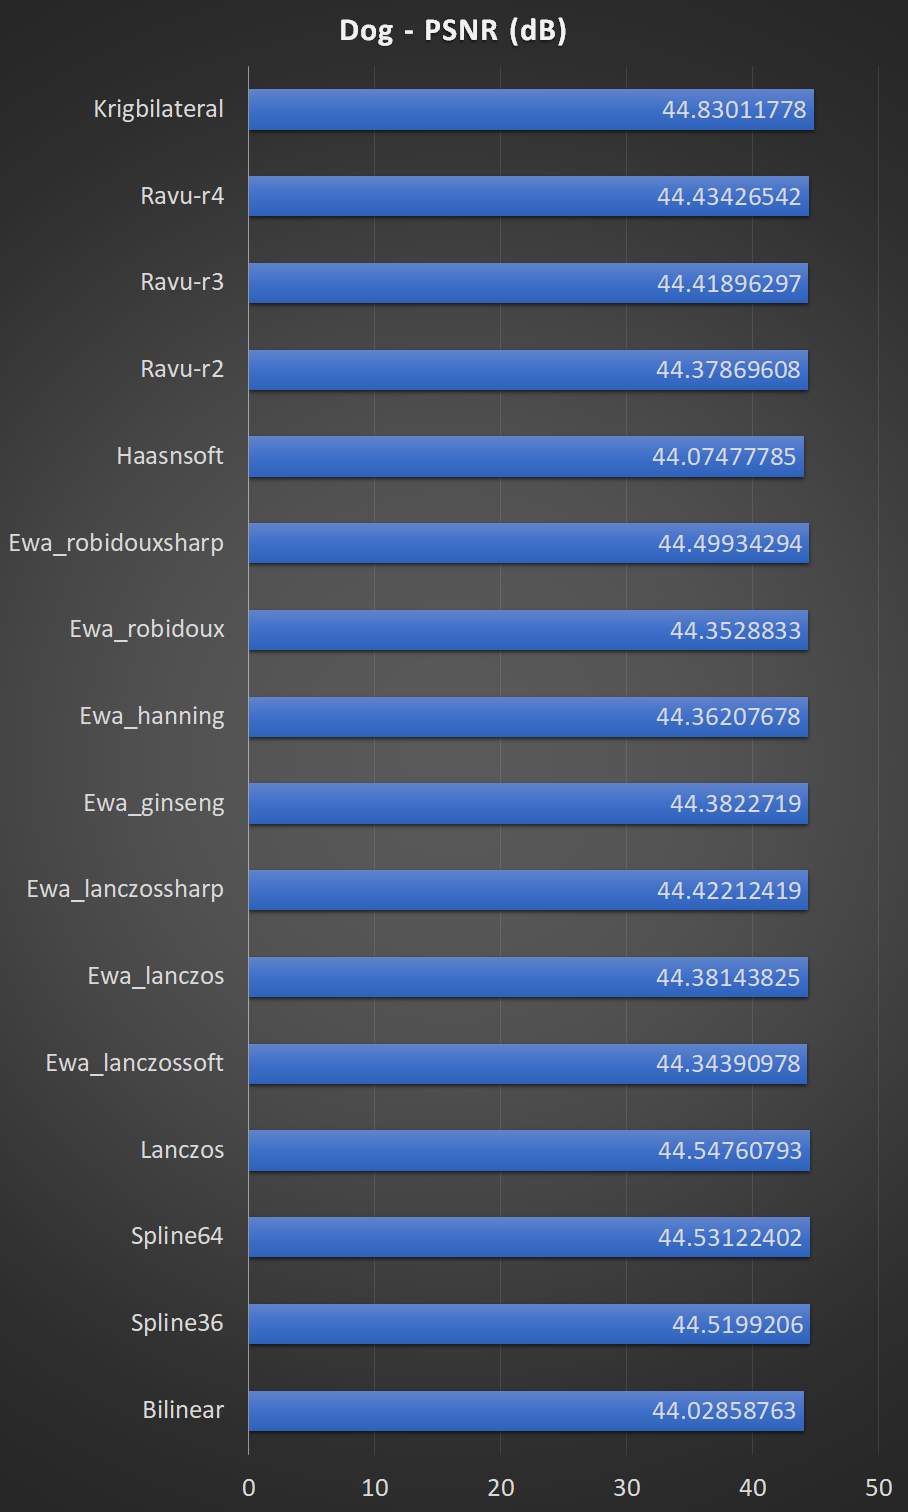 Dog - PSNR (dB)
Krigbilateral 44.83011778
Ravu-r4 44.43426542
Ravu-r3 44.41896297
Ravu-r2 44.37869608
Haasnsoft 44.07477785
Ewa_robidouxsharp 44.49934294
Ewa_robidoux 44.3528833
Ewa_hanning 44.36207678
Ewa_ginseng 44.3822719
Ewa_lanczossharp 44.42212419
Ewa_lanczos 44.38143825
Ewa_lanczossoft 44.34390978
Lanczos 44.54760793
Spline64 44.53122402
Spline36 44.5199206
Bilinear 44.02858763
0 10 20 30 40 50